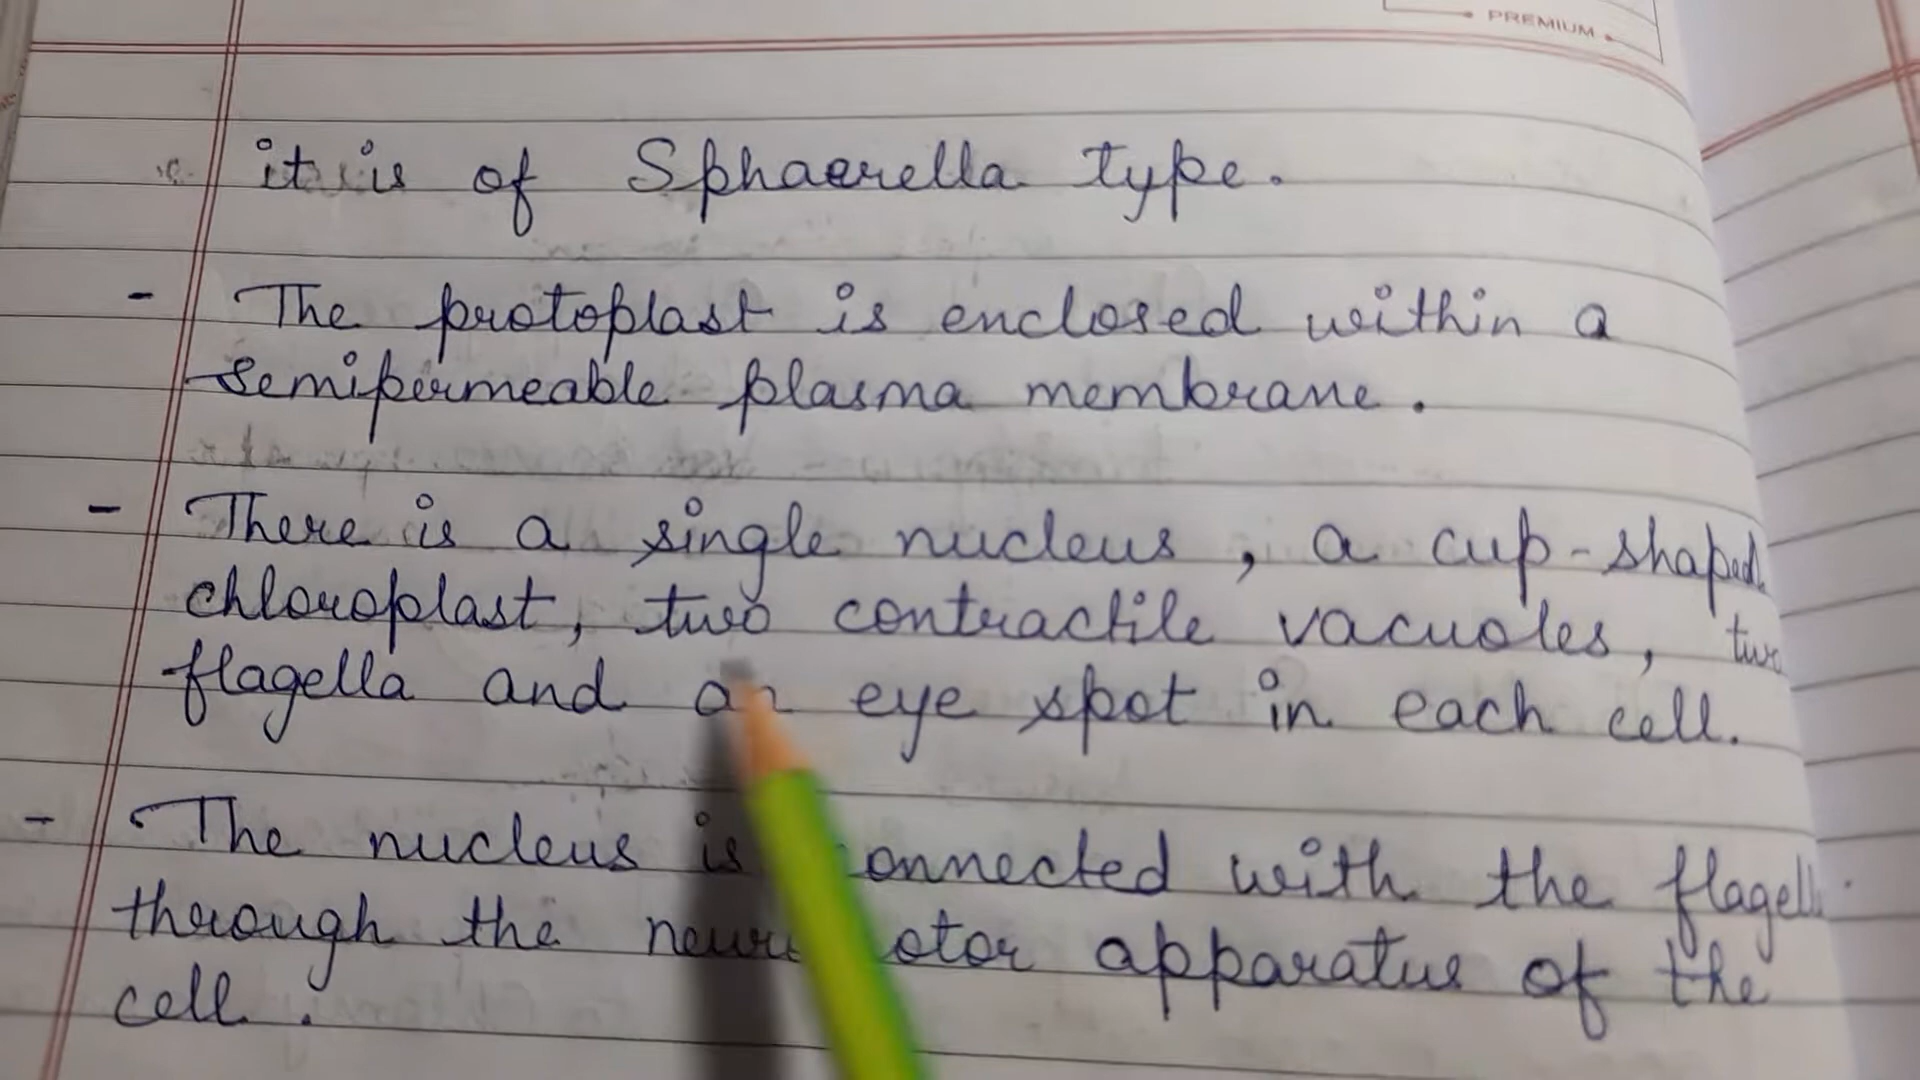 PREMIUM
it is of Sphaerella type.
- The protoplast is enclosed within a
semipermeable plasma membrane.
- There is a single nucleus, a cup-shaped
chloroplast, two contractile vacuoles, two
flagella and an eye spot in each cell.
- The nucleus is connected with the
through the apparatus of the
cell.